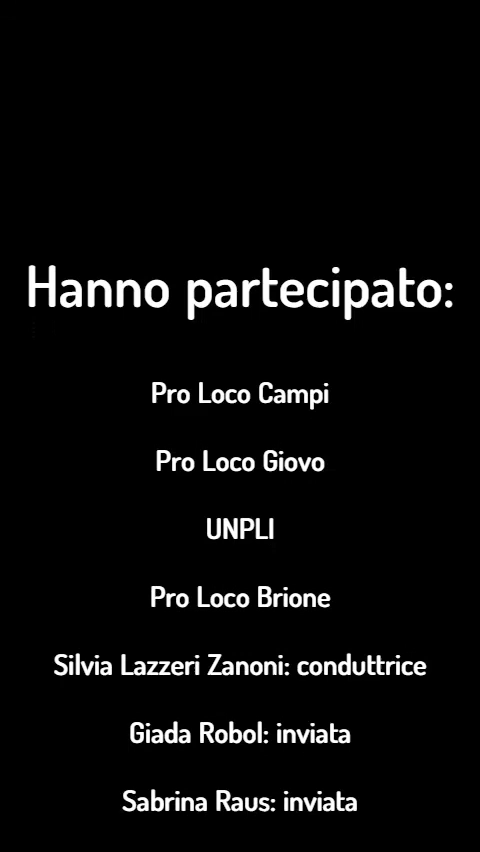 Hanno partecipato:
Pro Loco Campi
Pro Loco Giovo
UNPLI
Pro Loco Brione
Silvia Lazzeri Zanoni: conduttrice
Giada Robol: inviata
Sabrina Raus: inviata